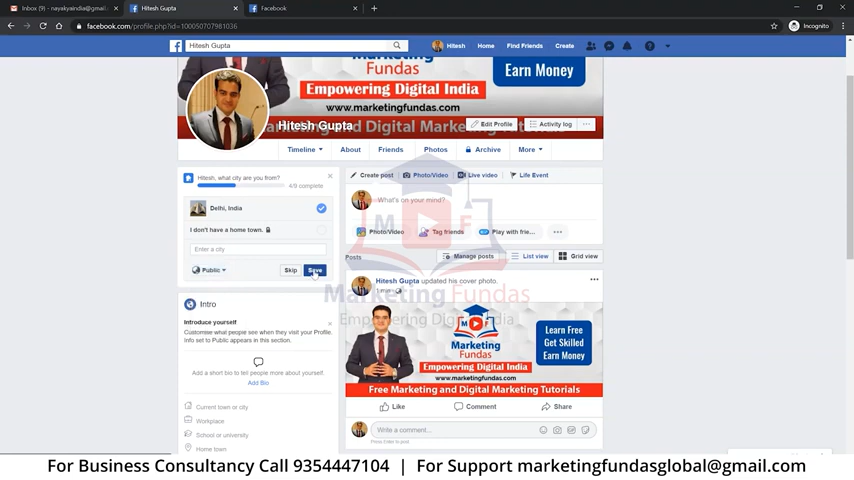 Inbox (9) - nayakyaindia@gmail
Hitesh Gupta
Facebook
facebook.com/profile.php?id=100050707981036
Incognito
Hitesh Gupta
Hitesh
Home
Find Friends
Create
Marketing
Fundas
Empowering Digital India
www.marketingfundas.com
Earn Money
Hitesh Gupta
Edit Profile
Activity log
Timeline
About
Friends
Photos
Archive
More
Hitesh, what city are you from?
4/9 complete
Delhi, India
I don't have a home town.
Enter a city
Public
Skip
Save
Intro
Introduce yourself
Customise what people see when they visit your Profile.
Info set to Public appears in this section.
Add a short bio to tell people more about yourself.
Add Bio
Current town or city
Workplace
School or university
Home town
Create post
Photo/Video
Live video
Life Event
What's on your mind?
Photo/Video
Tag friends
Play with frie...
Posts
Manage posts
List view
Grid view
Hitesh Gupta updated his cover photo.
1 min
Marketing Fundas
Empowering Digital India
Marketing
Fundas
Empowering Digital India
www.marketingfundas.com
Learn Free
Get Skilled
Earn Money
Free Marketing and Digital Marketing Tutorials
Like
Comment
Share
Write a comment...
Press Enter to post
For Business Consultancy Call 9354447104 | For Support marketingfundasglobal@gmail.com